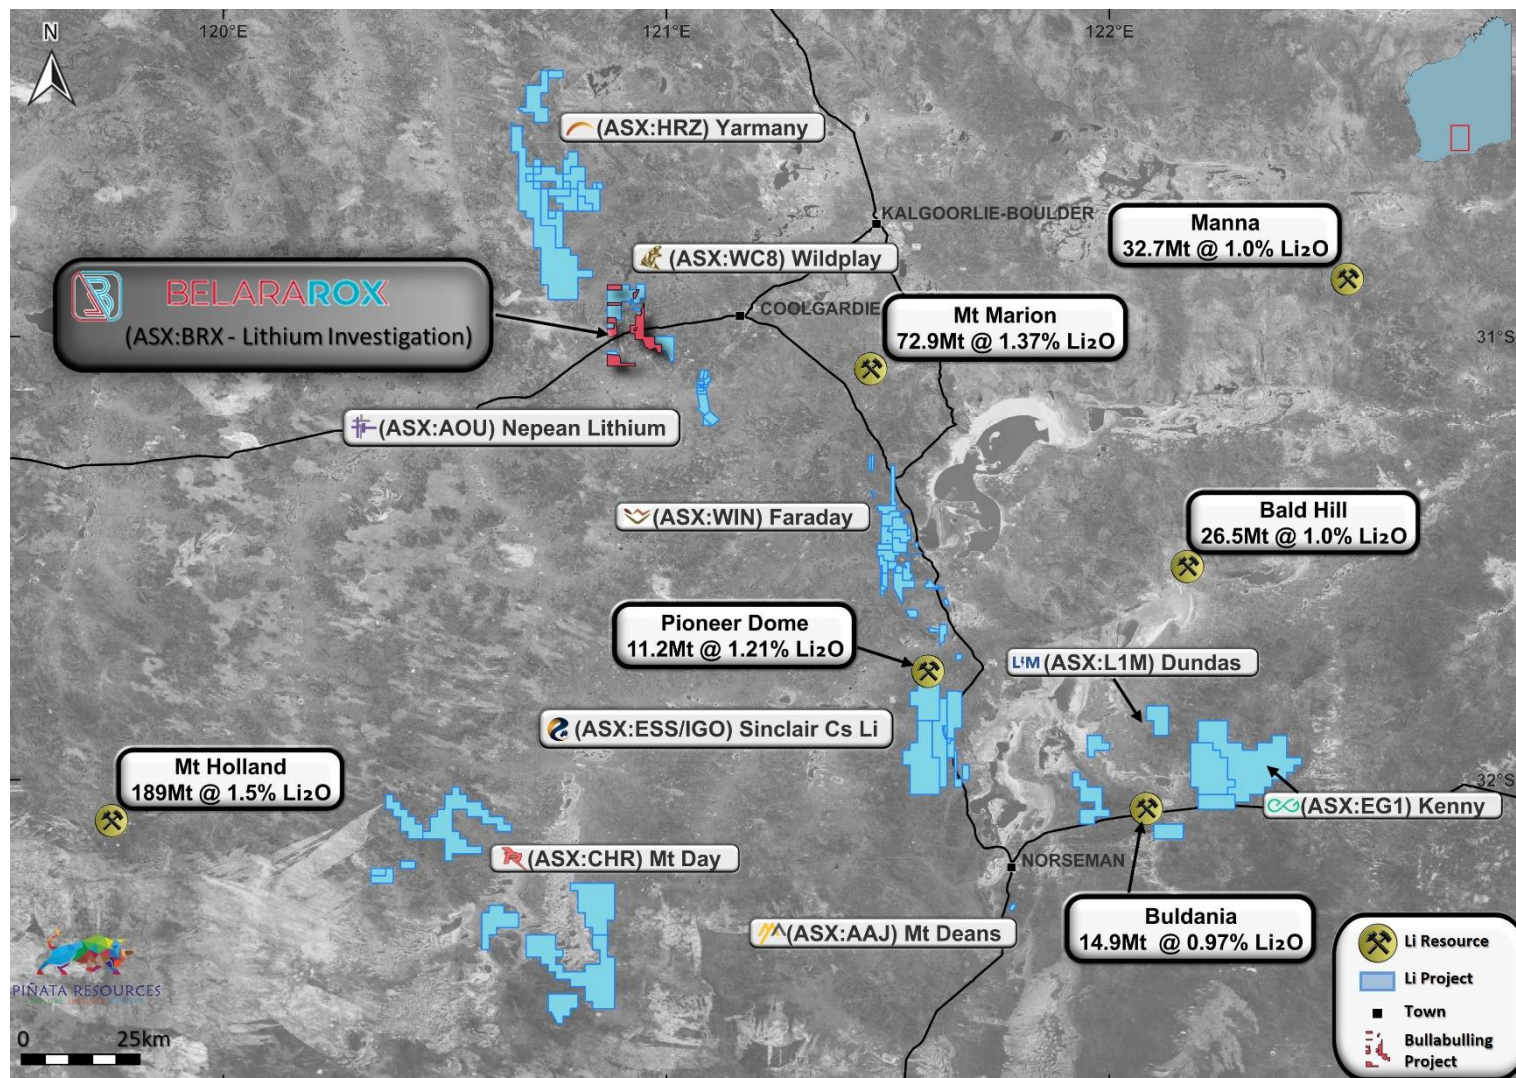 120°E
121°E
122°E
N
(ASX:HRZ) Yarmany
KALGOORLIE-BOULDER
Manna
32.7Mt @ 1.0% Li₂O
(ASX:WC8) Wildplay
BELARAROX
(ASX:BRX - Lithium Investigation)
COOLGARDIE
Mt Marion
72.9Mt @ 1.37% Li₂O
31°S
(ASX:AOU) Nepean Lithium
(ASX:WIN) Faraday
Bald Hill
26.5Mt @ 1.0% Li₂O
Pioneer Dome
11.2Mt @ 1.21% Li₂O
(ASX:L1M) Dundas
(ASX:ESS/IGO) Sinclair Cs Li
Mt Holland
189Mt @ 1.5% Li₂O
32°S
(ASX:EG1) Kenny
(ASX:CHR) Mt Day
NORSEMAN
(ASX:AAJ) Mt Deans
Buldania
14.9Mt @ 0.97% Li₂O
PIÑATA RESOURCES
0 25km
Li Resource
Li Project
Town
Bullabulling
Project